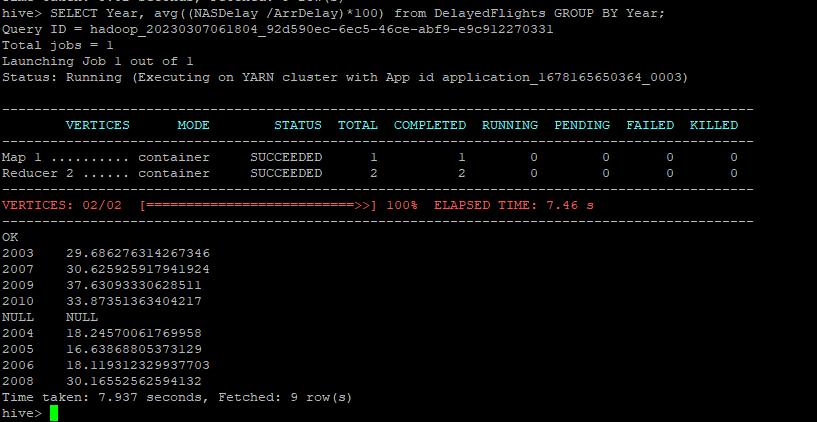 hive> SELECT Year, avg((NASDelay /ArrDelay)*100) from DelayedFlights GROUP BY Year;
Query ID = hadoop_20230307061804_92d590ec-6ec5-46ce-abf9-e9c912270331
Total jobs = 1
Launching Job 1 out of 1
Status: Running (Executing on YARN cluster with App id application_1678165650364_0003)
----------------------------------------------------------------------------------------------
VERTICES MODE STATUS TOTAL COMPLETED RUNNING PENDING FAILED KILLED
----------------------------------------------------------------------------------------------
Map 1 .......... container SUCCEEDED 1 1 0 0 0 0
Reducer 2 ...... container SUCCEEDED 2 2 0 0 0 0
----------------------------------------------------------------------------------------------
VERTICES: 02/02 [==========================>>] 100% ELAPSED TIME: 7.46 s
----------------------------------------------------------------------------------------------
OK
2003 29.686276314267346
2007 30.625925917941924
2009 37.63093330628511
2010 33.87351363404217
NULL NULL
2004 18.24570061769958
2005 16.63868805373129
2006 18.119312329937703
2008 30.16552562594132
Time taken: 7.937 seconds, Fetched: 9 row(s)
hive>